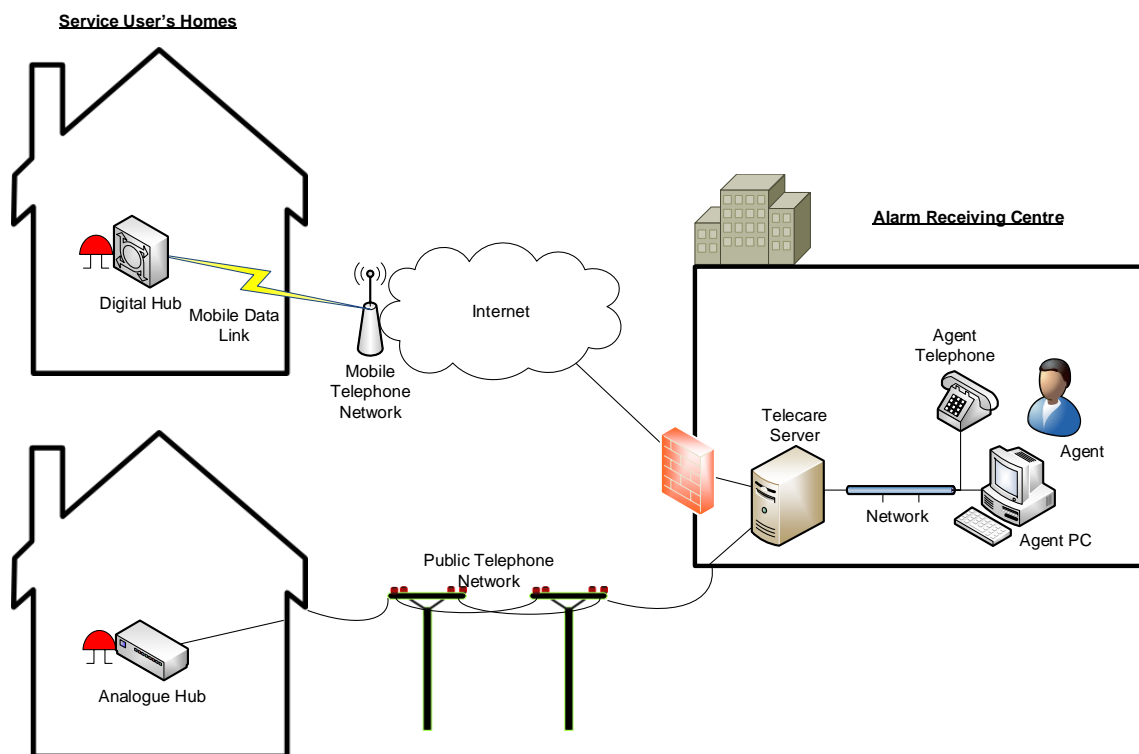 Service User's Homes
Digital Hub
Mobile Data
Link
Mobile
Telephone
Network
Internet
Alarm Receiving Centre
Agent
Telephone
Telecare
Server
Agent
Network
Agent PC
Public Telephone
Network
Analogue Hub